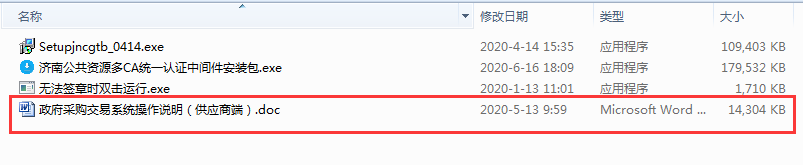 名称 修改日期 类型 大小
Setupjncgtb_0414.exe 2020-4-14 15:35 应用程序 109,403 KB
济南公共资源多CA统一认证中间件安装包.exe 2020-6-16 18:09 应用程序 179,532 KB
无法签章时双击运行.exe 2020-1-13 11:01 应用程序 1,710 KB
政府采购交易系统操作说明（供应商端）.doc 2020-5-13 9:59 Microsoft Word ... 14,304 KB